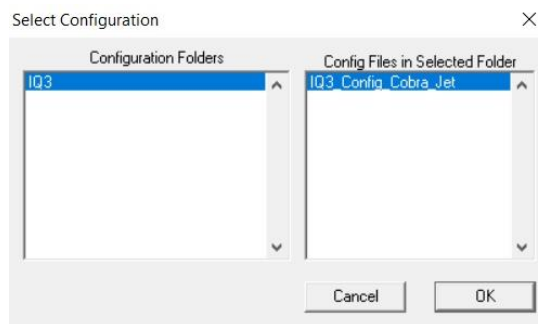 Select Configuration
Configuration Folders
Config Files in Selected Folder
IQ3
IQ3_Config_Cobra_Jet
Cancel
OK